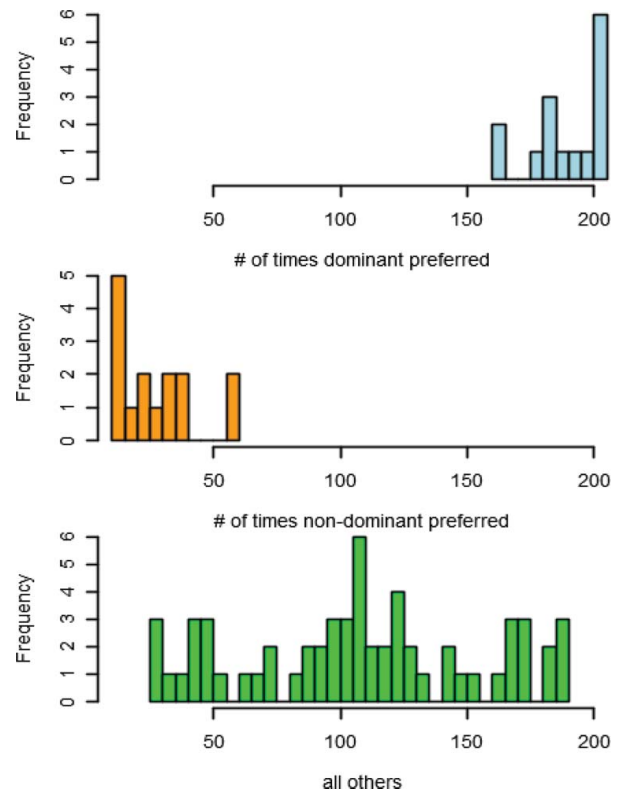 Frequency
0 1 2 3 4 5 6
50 100 150 200
# of times dominant preferred
Frequency
0 1 2 3 4 5
50 100 150 200
# of times non-dominant preferred
Frequency
0 1 2 3 4 5 6
50 100 150 200
all others